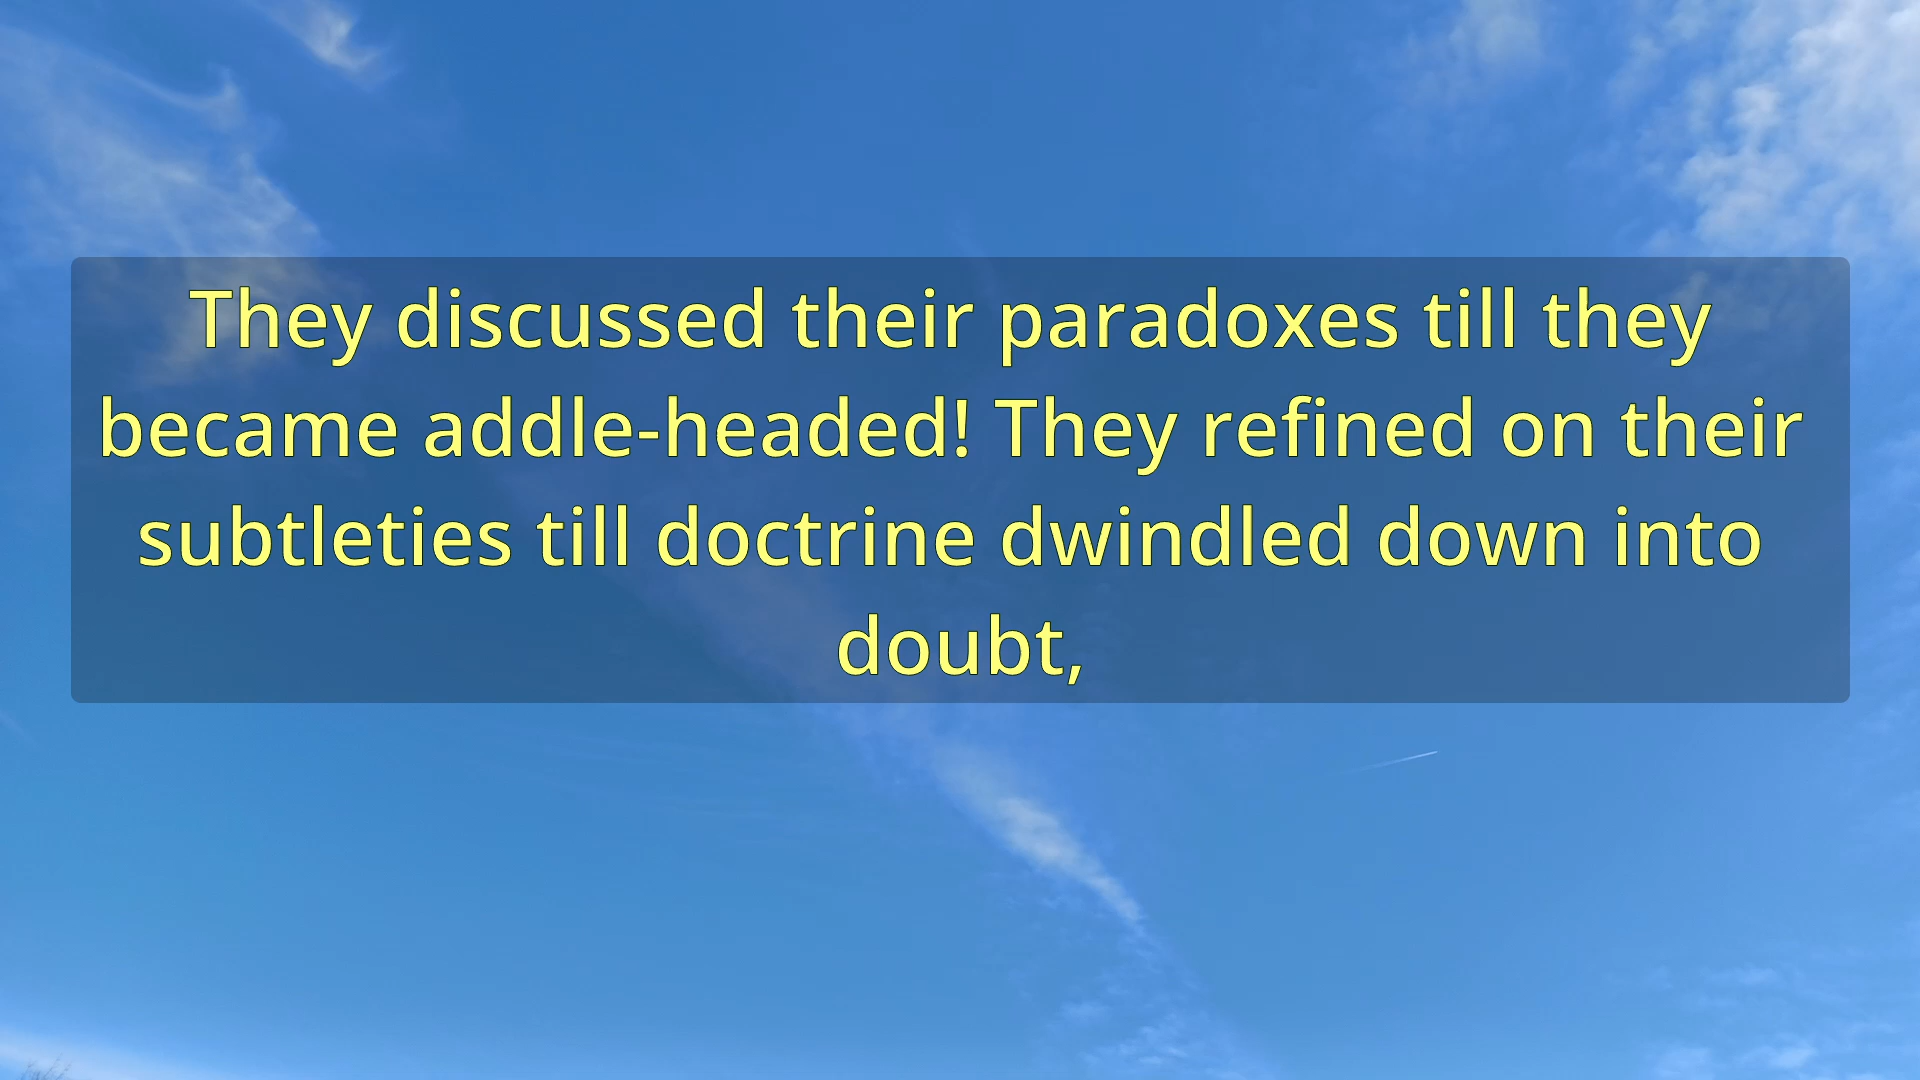 They discussed their paradoxes till they
became addle-headed! They refined on their
subtleties till doctrine dwindled down into
doubt,